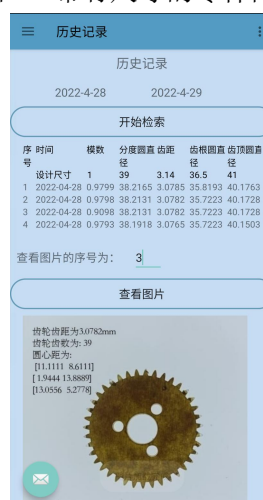 历史记录
历史记录
2022-4-28 2022-4-29
开始检索
序号 时间 模数 分度圆直径 齿距 齿根圆直径 齿顶圆直径
设计尺寸 1 39 3.14 36.5 41
1 2022-04-28 0.9799 38.2165 3.0785 35.8193 40.1763
2 2022-04-28 0.9798 38.2131 3.0782 35.7223 40.1728
3 2022-04-28 0.9098 38.2131 3.0782 35.7223 40.1728
4 2022-04-28 0.9793 38.1918 3.0765 35.7223 40.1503
查看图片的序号为: 3
查看图片
齿轮齿距为3.0782mm
齿轮齿数为: 39
圆心距为:
[11.1111 8.6111]
[ 1.9444 13.8889]
[13.0556 5.2778]